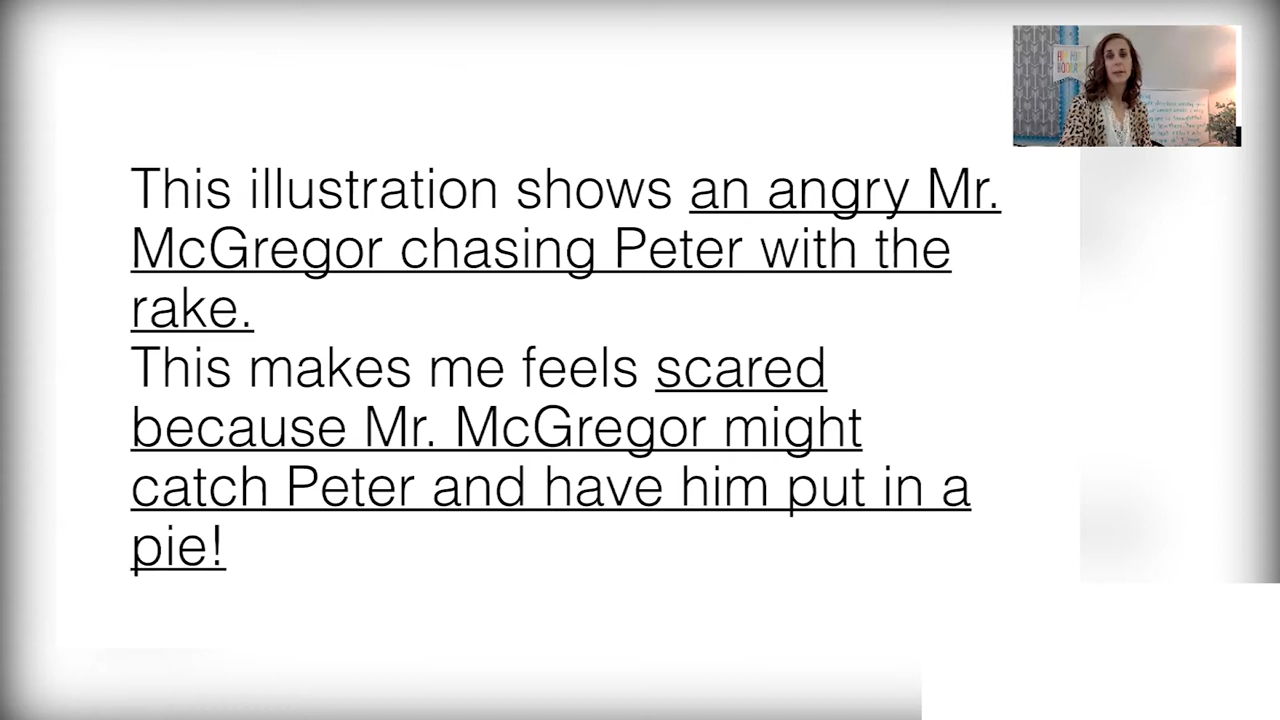 This illustration shows an angry Mr.
McGregor chasing Peter with the
rake.
This makes me feels scared
because Mr. McGregor might
catch Peter and have him put in a
pie!